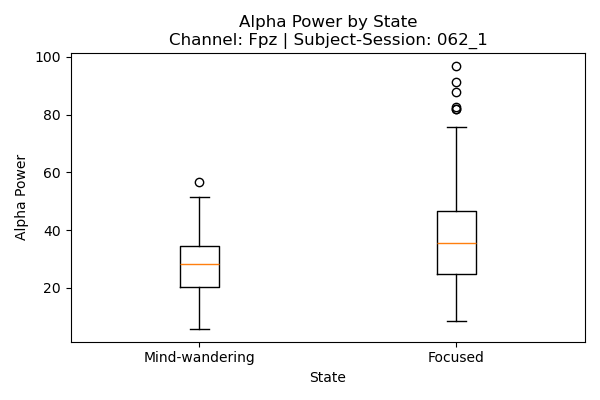 Alpha Power by State
Channel: Fpz | Subject-Session: 062_1
100
80
60
40
20
Alpha Power
Mind-wandering
Focused
State